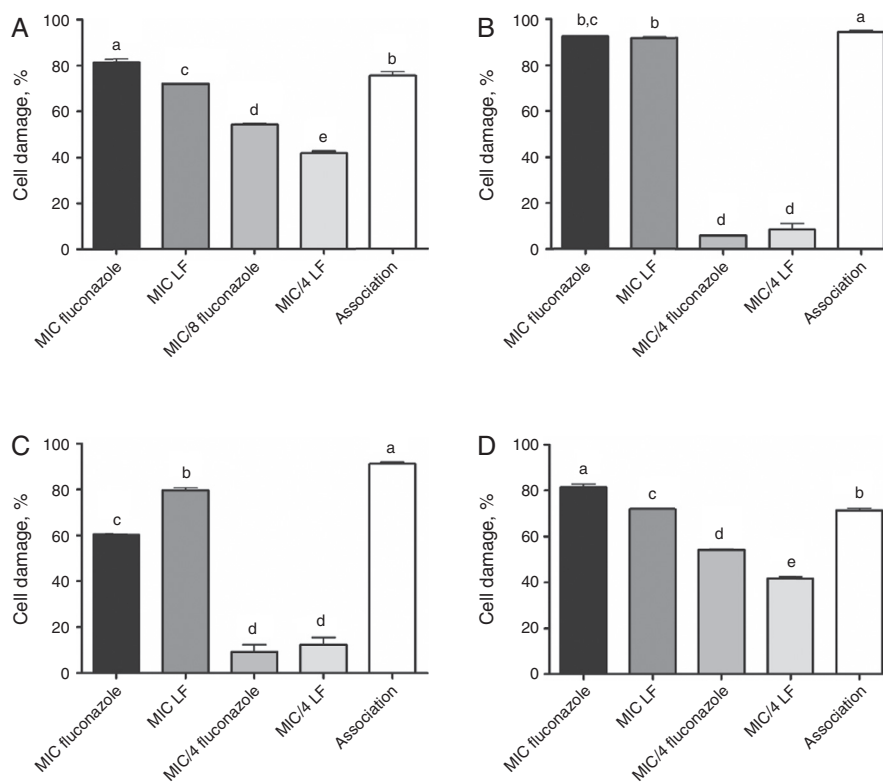 A
Cell damage, %
100
80
60
40
20
0
a
c
d
e
b
MIC fluconazole
MIC LF
MIC/8 fluconazole
MIC/4 LF
Association
B
Cell damage, %
100
80
60
40
20
0
b,c
b
d
d
a
MIC fluconazole
MIC LF
MIC/4 fluconazole
MIC/4 LF
Association
C
Cell damage, %
100
80
60
40
20
0
c
b
d
d
a
MIC fluconazole
MIC LF
MIC/4 fluconazole
MIC/4 LF
Association
D
Cell damage, %
100
80
60
40
20
0
a
c
d
e
b
MIC fluconazole
MIC LF
MIC/4 fluconazole
MIC/4 LF
Association